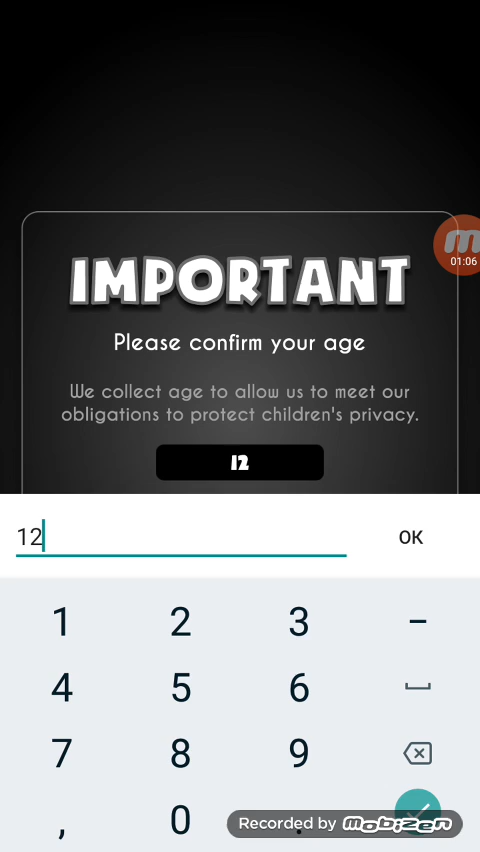 IMPORTANT
m
01:06
Please confirm your age
We collect age to allow us to meet our
obligations to protect children's privacy.
12
12
OK
1 2 3 -
4 5 6
7 8 9
, 0 .
Recorded by mobizen